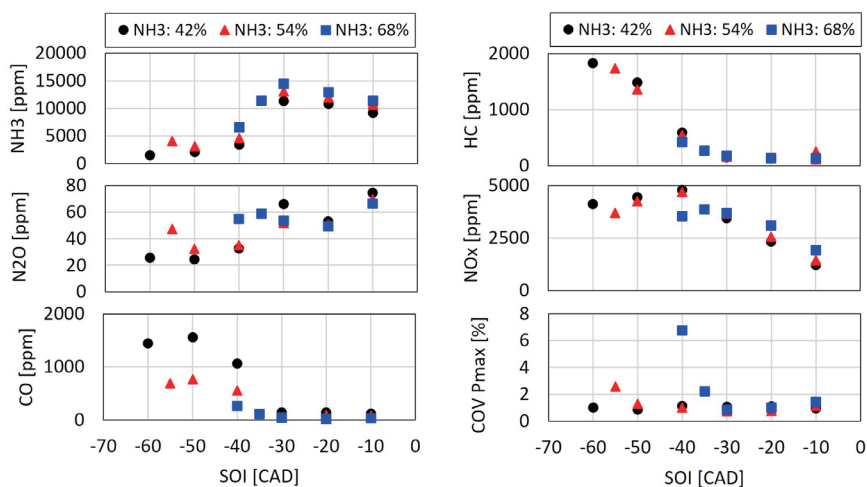 NH3: 42% NH3: 54% NH3: 68%
NH3 [ppm]
20000
15000
10000
5000
0
N2O [ppm]
80
60
40
20
0
CO [ppm]
2000
1000
0
-70 -60 -50 -40 -30 -20 -10 0
SOI [CAD]
NH3: 42% NH3: 54% NH3: 68%
HC [ppm]
2000
1000
0
NOx [ppm]
5000
2500
0
COV Pmax [%]
8
6
4
2
0
-70 -60 -50 -40 -30 -20 -10 0
SOI [CAD]